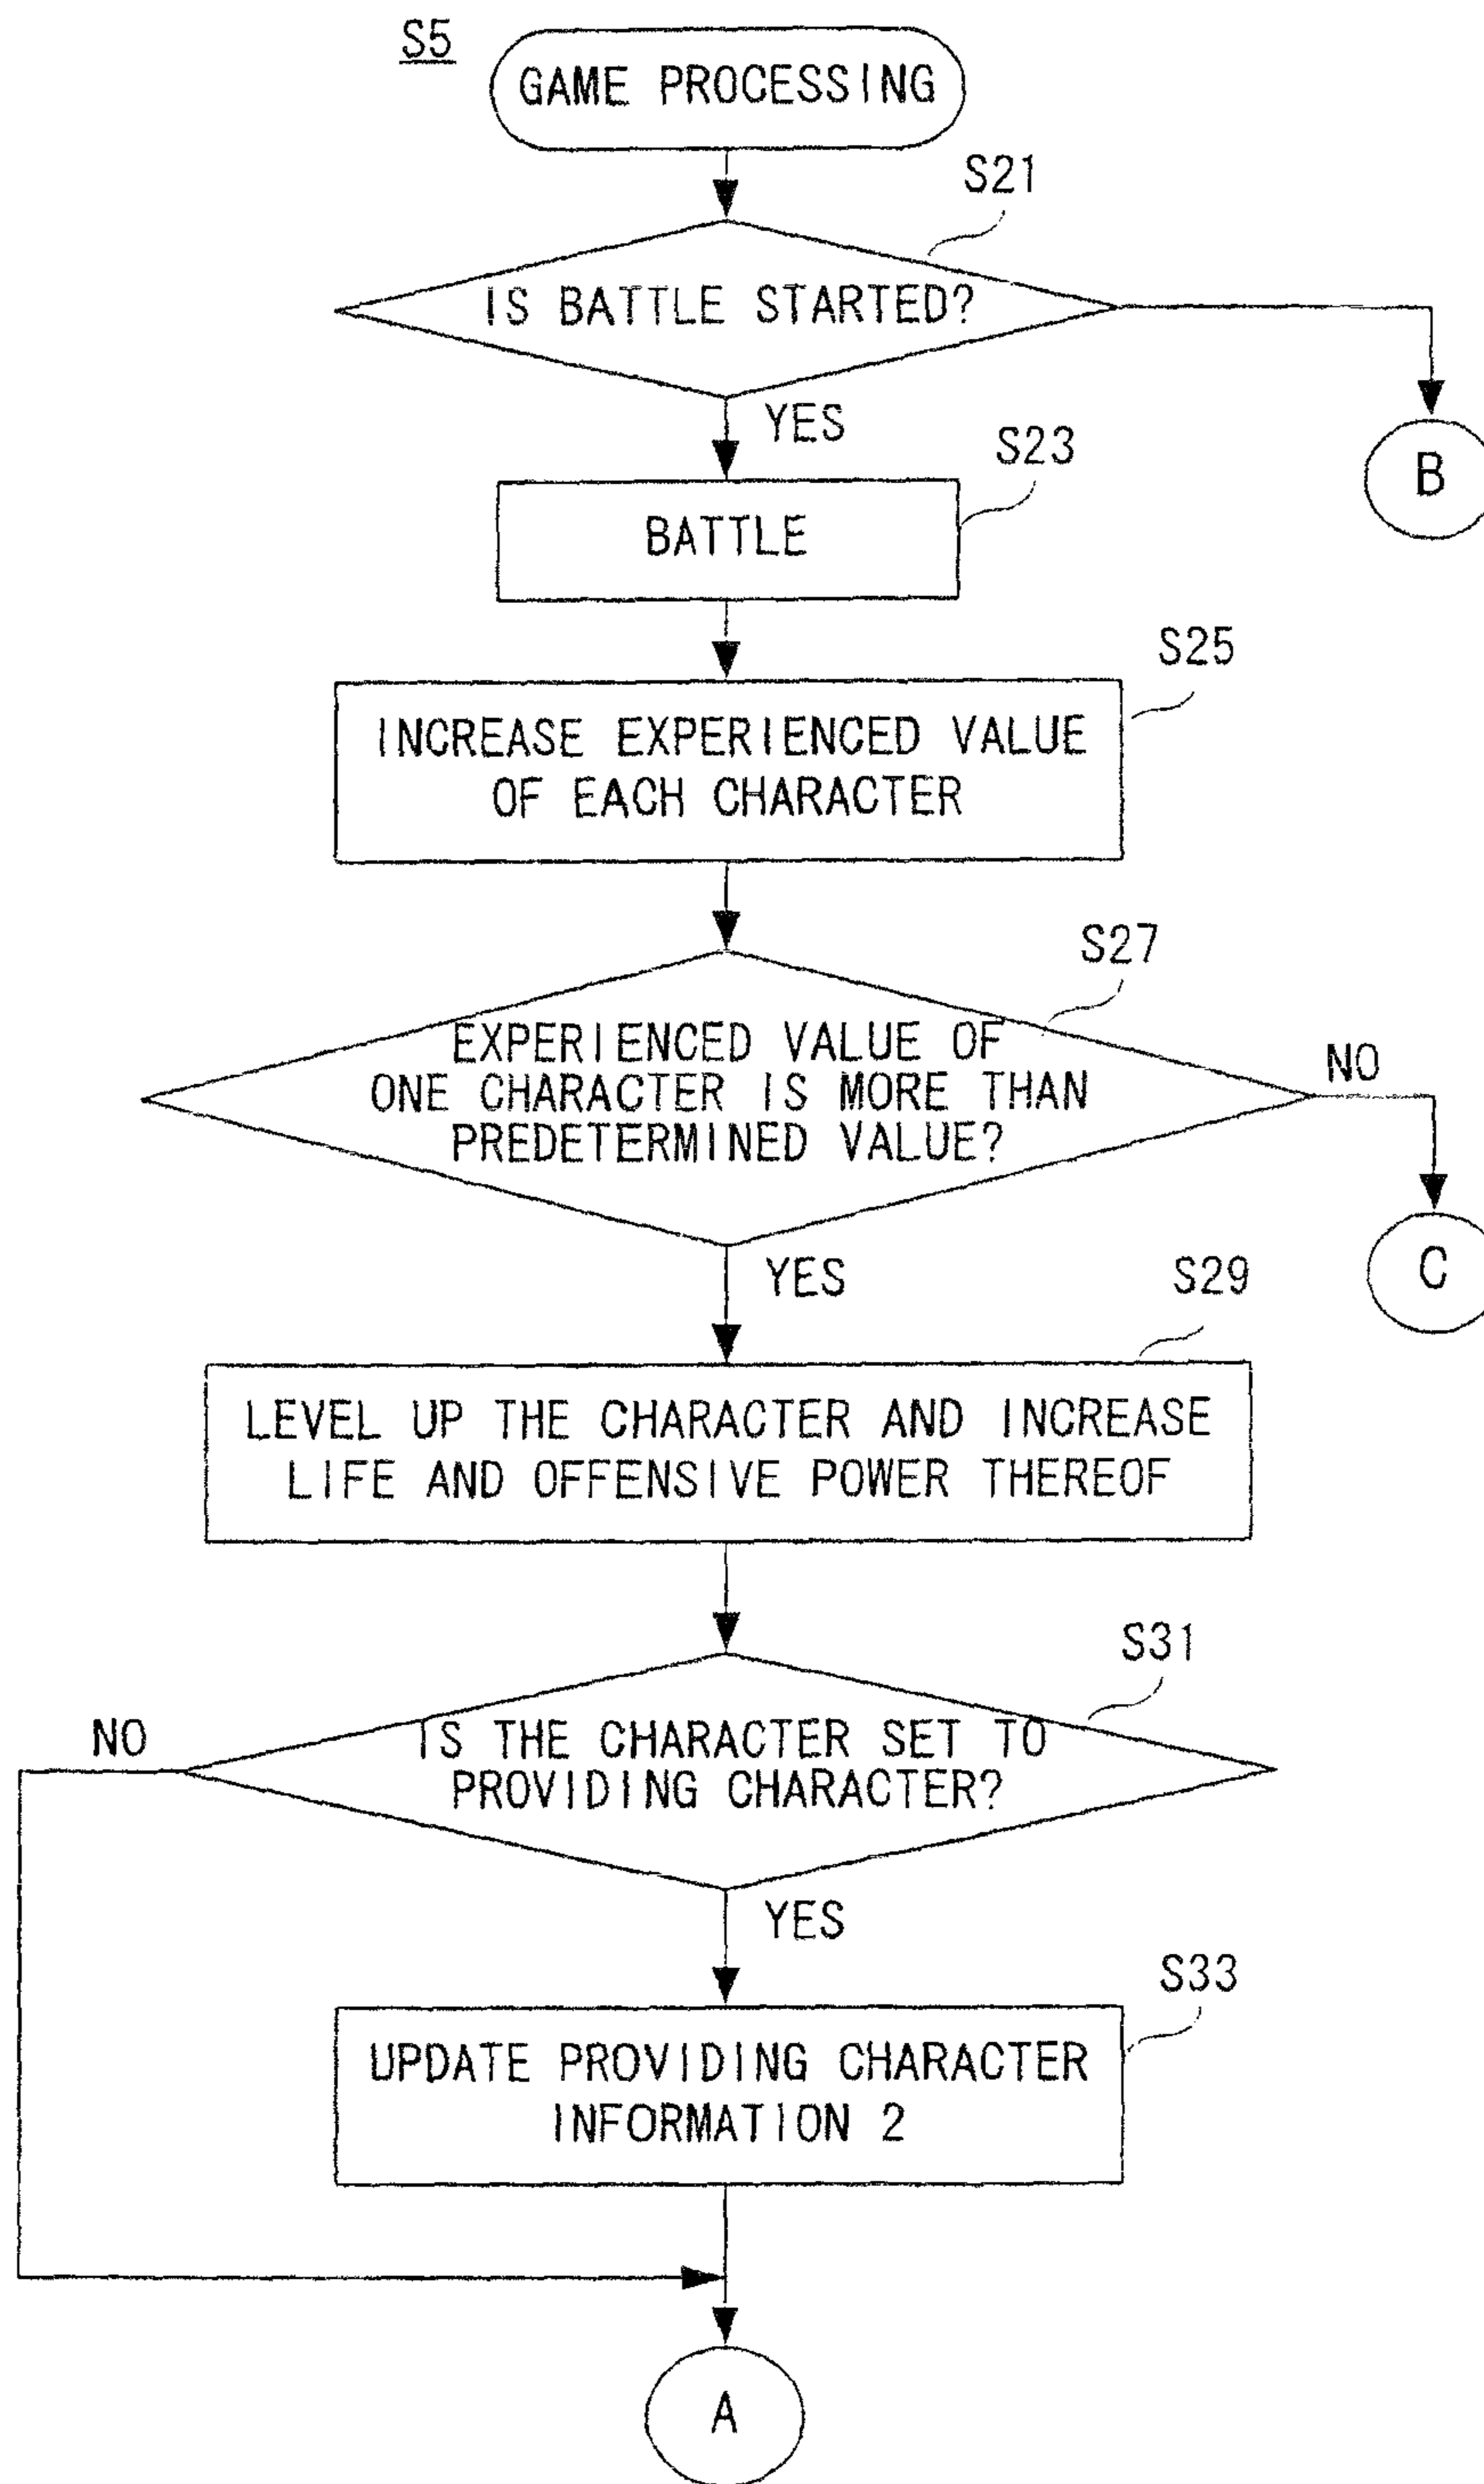 S5
GAME PROCESSING
S21
IS BATTLE STARTED?
YES
B
S23
BATTLE
S25
INCREASE EXPERIENCED VALUE
OF EACH CHARACTER
S27
EXPERIENCED VALUE OF
ONE CHARACTER IS MORE THAN
PREDETERMINED VALUE?
NO
C
YES
S29
LEVEL UP THE CHARACTER AND INCREASE
LIFE AND OFFENSIVE POWER THEREOF
S31
NO
IS THE CHARACTER SET TO
PROVIDING CHARACTER?
YES
S33
UPDATE PROVIDING CHARACTER
INFORMATION 2
A